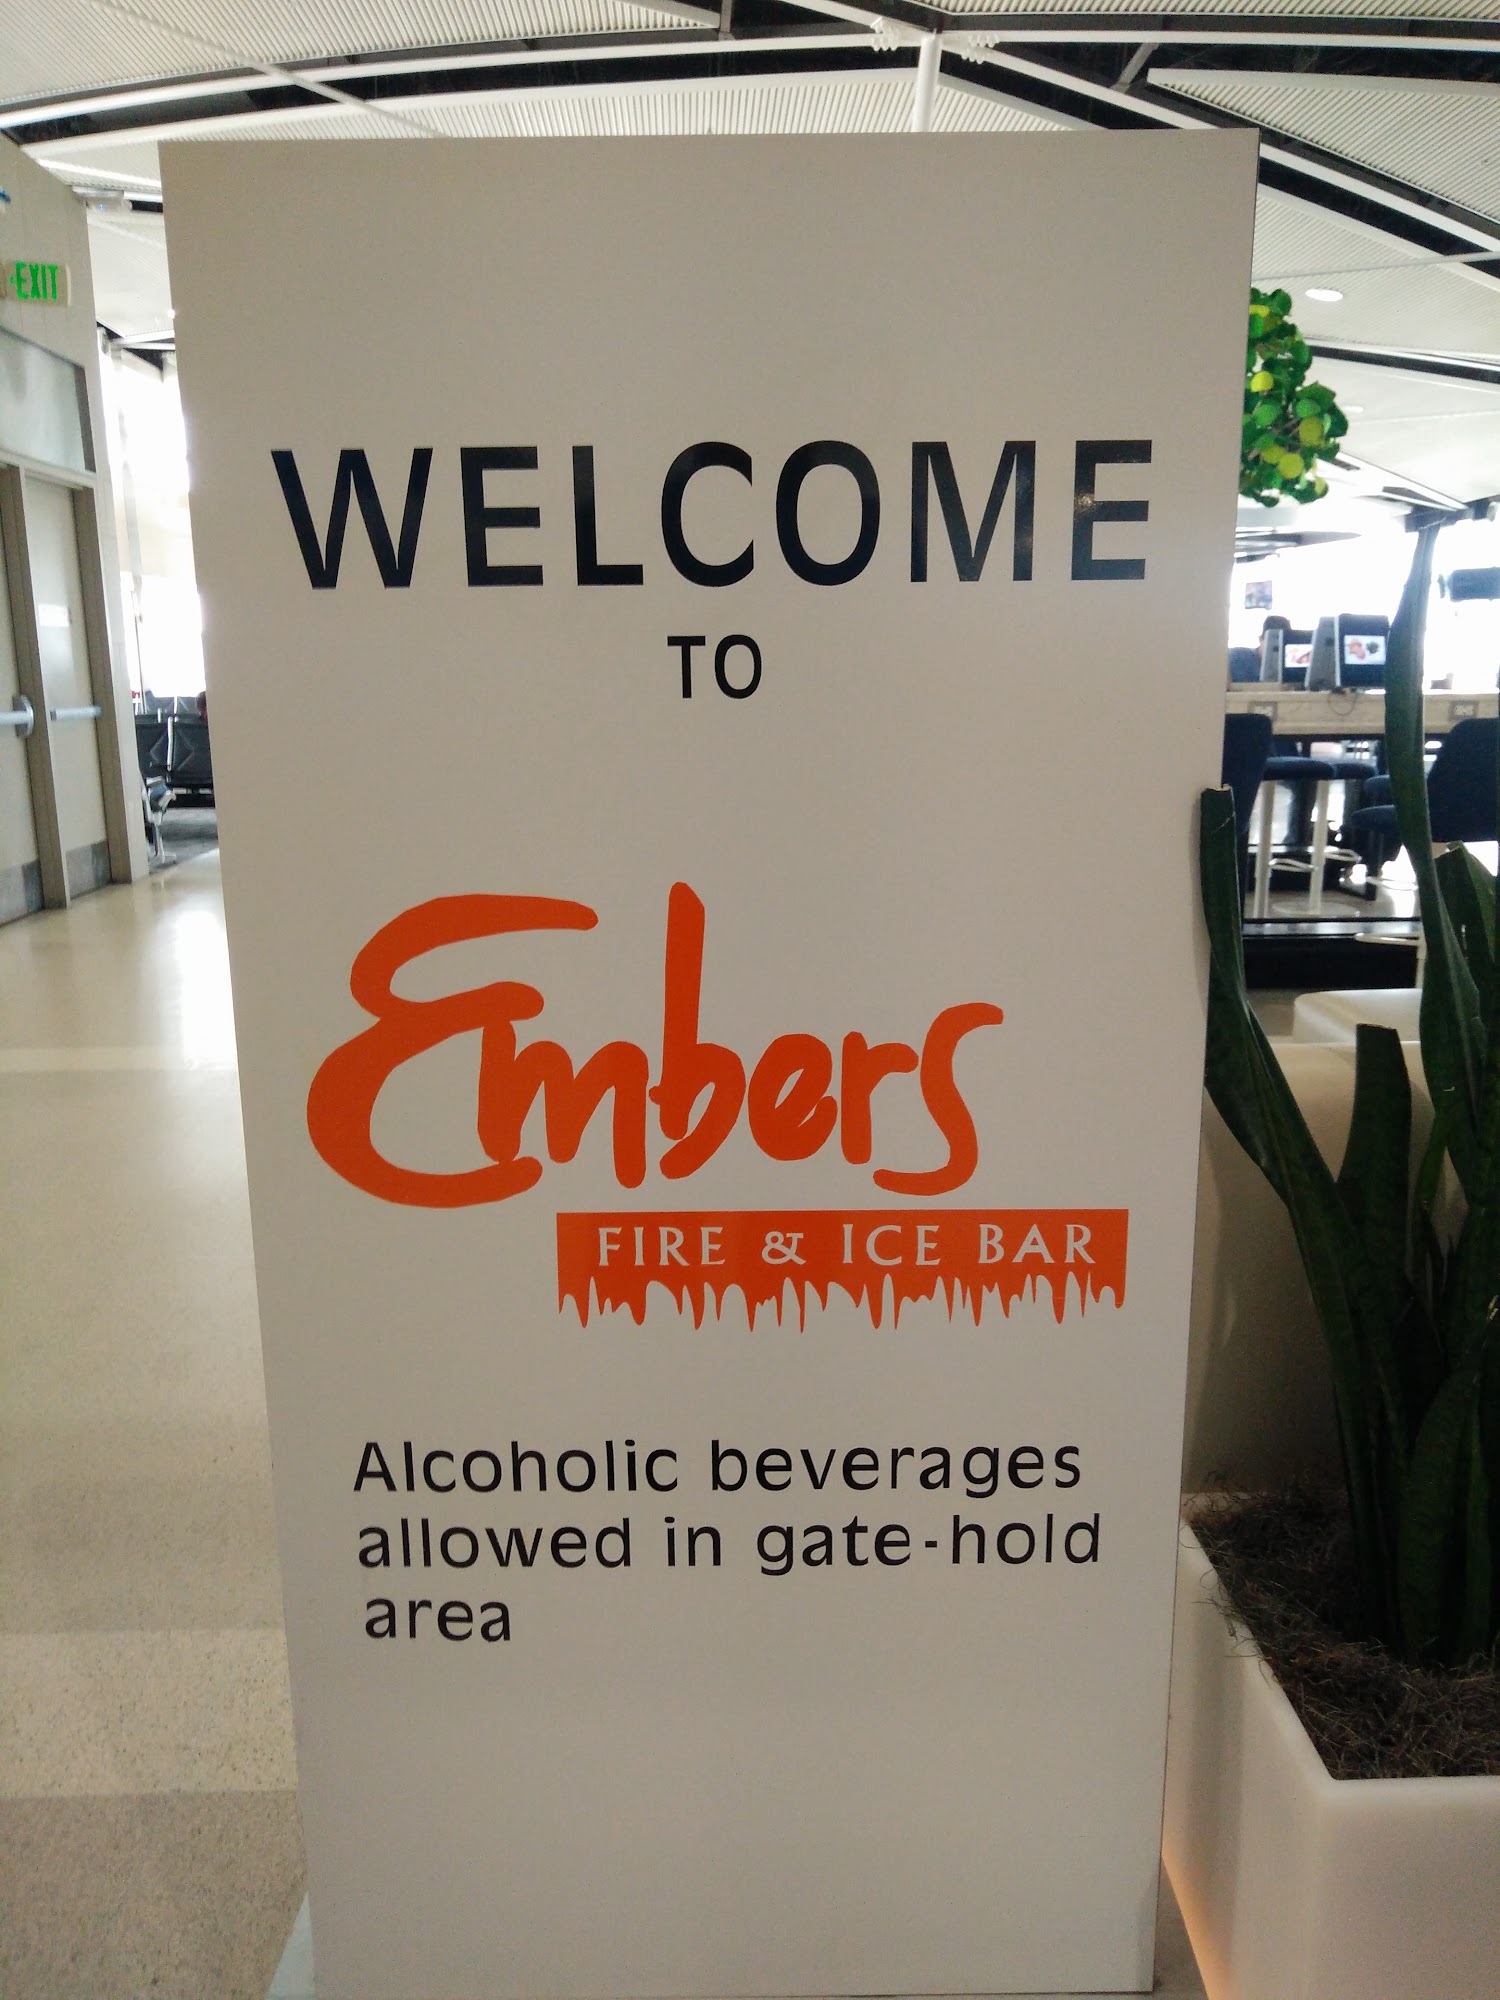 EXIT
WELCOME
TO
Embers
FIRE & ICE BAR
Alcoholic beverages
allowed in gate-hold
area